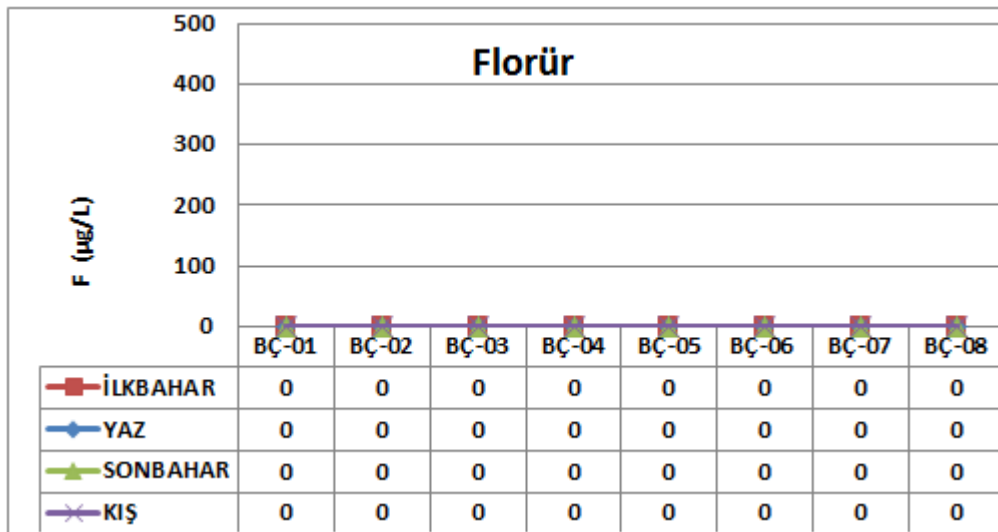 Florür
F (µg/L)
500
400
300
200
100
0
BÇ-01 BÇ-02 BÇ-03 BÇ-04 BÇ-05 BÇ-06 BÇ-07 BÇ-08
İLKBAHAR 0 0 0 0 0 0 0 0
YAZ 0 0 0 0 0 0 0 0
SONBAHAR 0 0 0 0 0 0 0 0
KIŞ 0 0 0 0 0 0 0 0